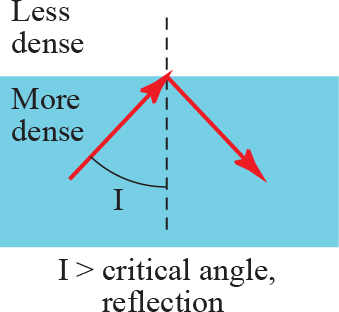 Less
dense
More
dense
I
I > critical angle,
reflection